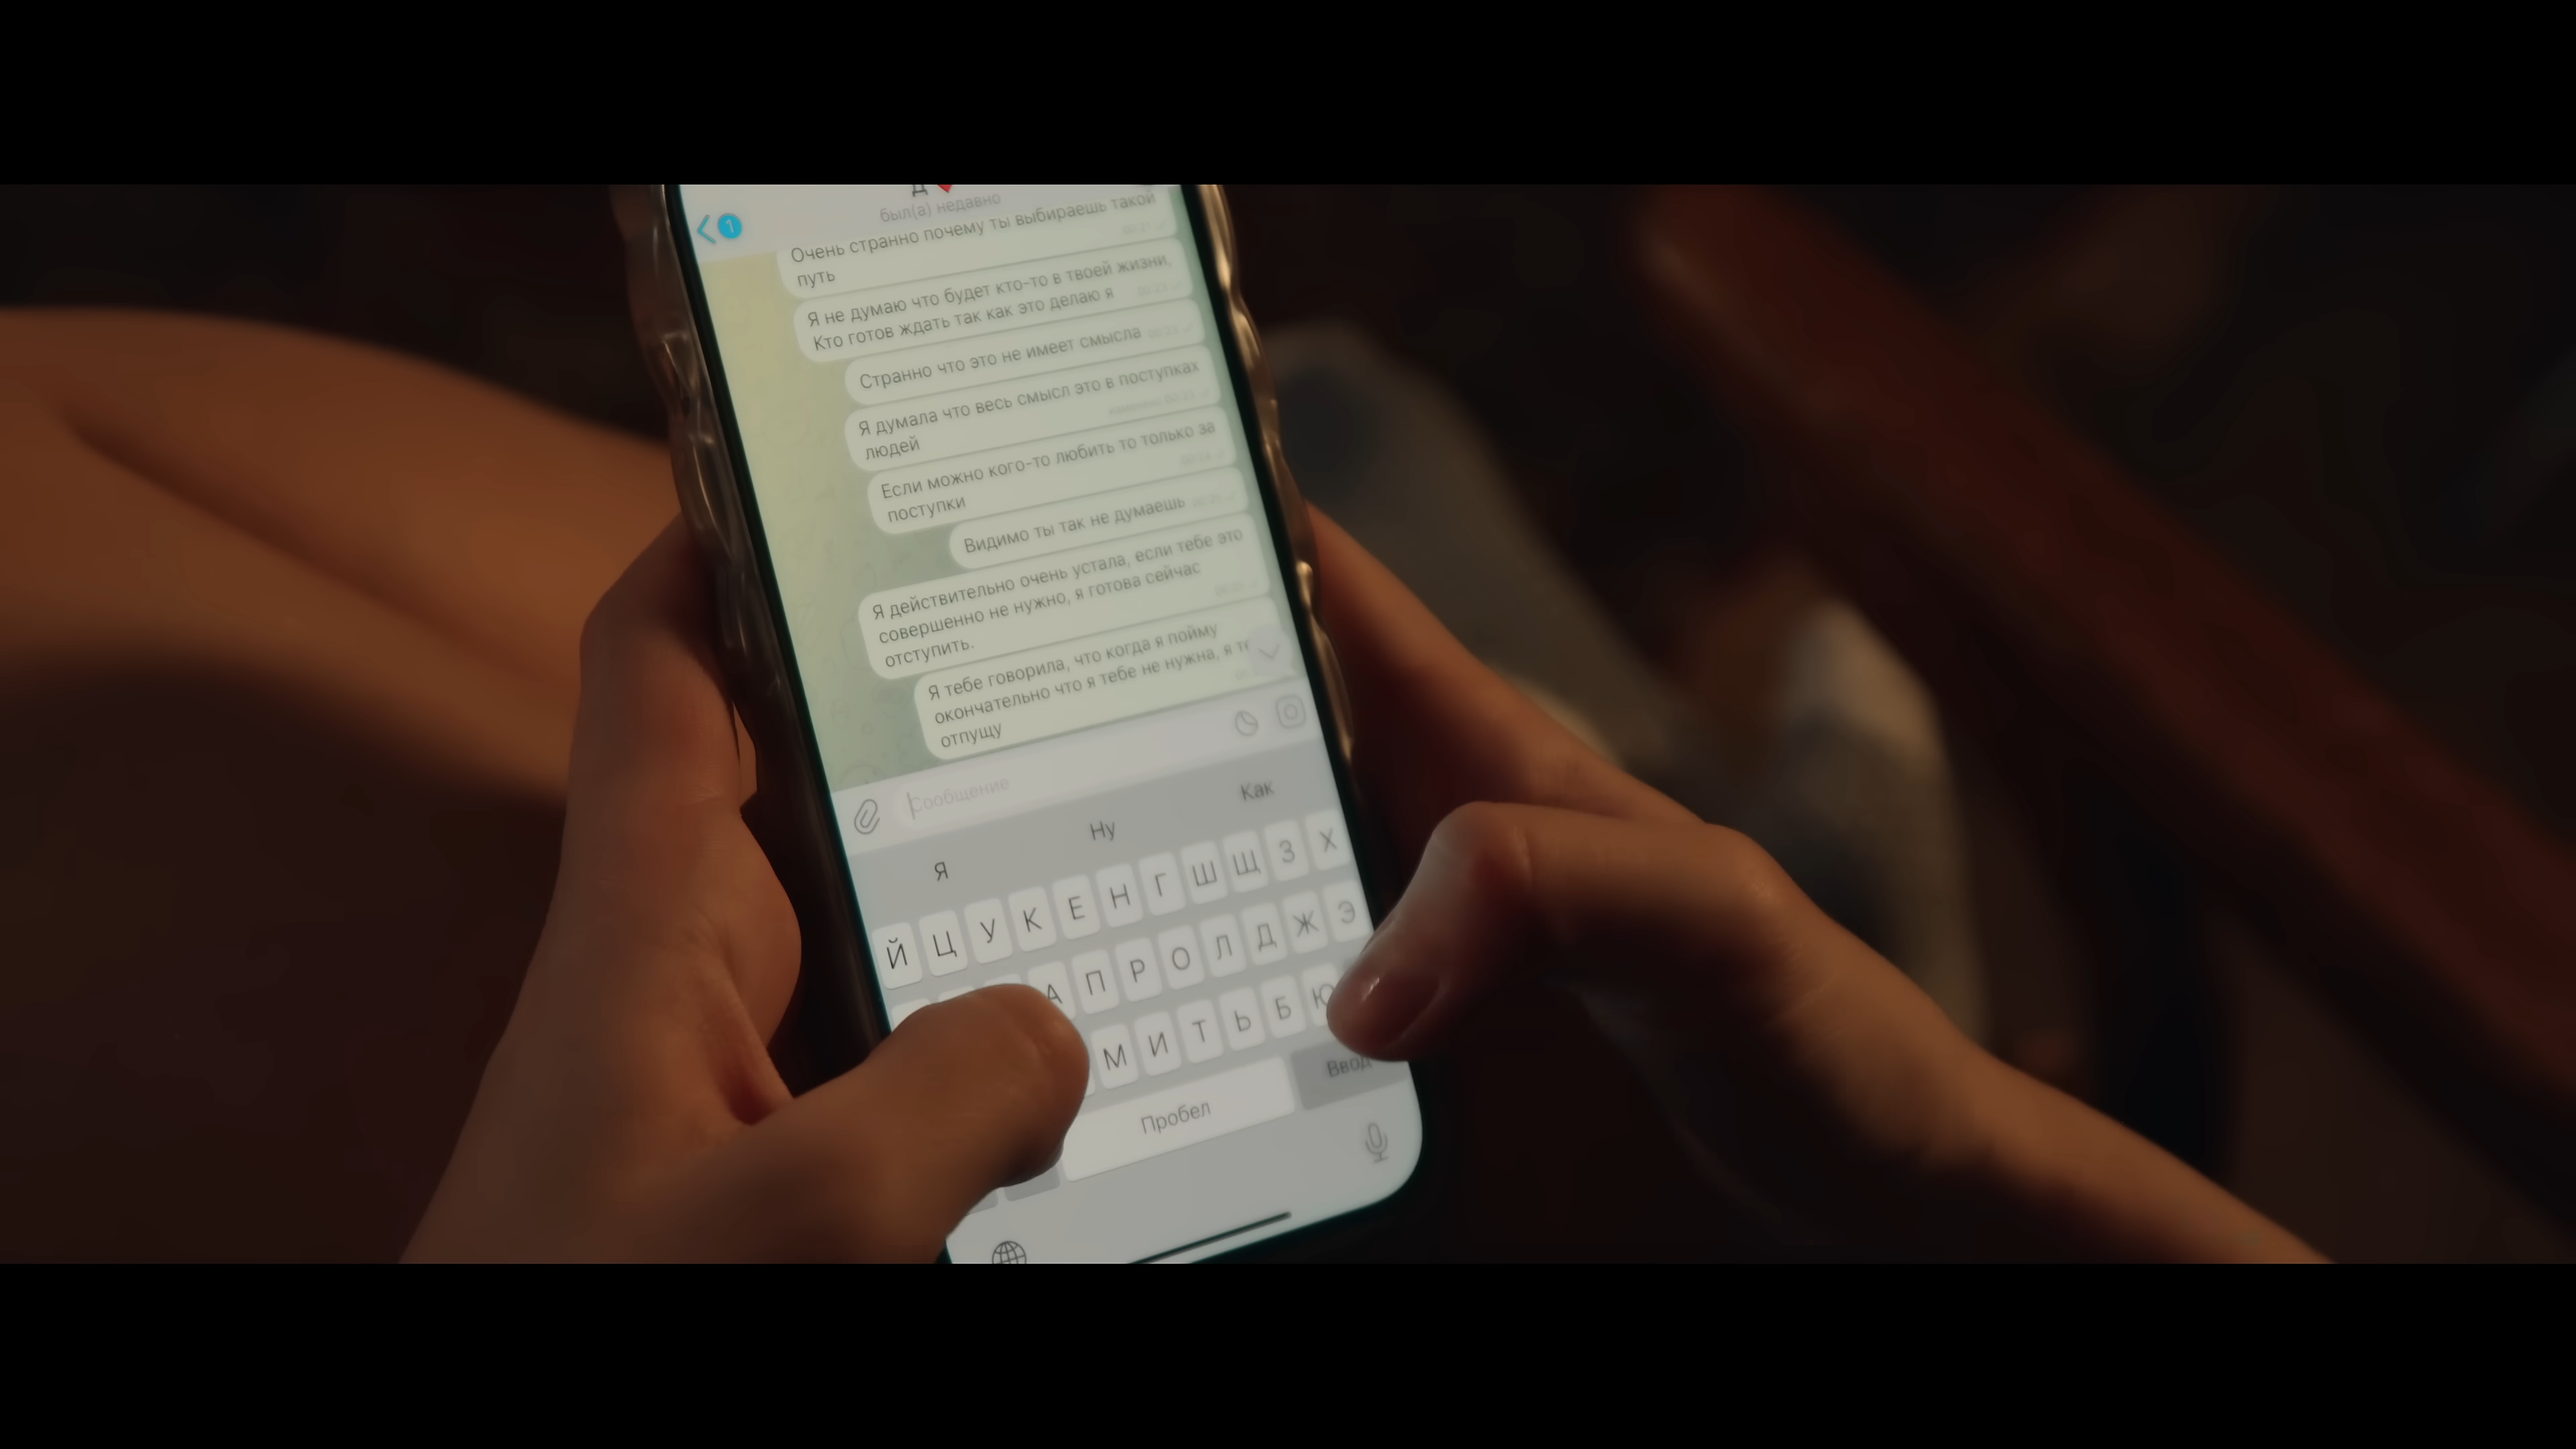 Д
1
был(а) недавно
Очень странно почему ты выбираешь такой
путь
Я не думаю что будет кто-то в твоей жизни,
Кто готов ждать так как это делаю я
Странно что это не имеет смысла
Я думала что весь смысл это в поступках
людей
Если можно кого-то любить то только за
поступки
Видимо ты так не думаешь
Я действительно очень устала, если тебе это
совершенно не нужно, я готова сейчас
отступить.
Я тебе говорила, что когда я пойму
окончательно что я тебе не нужна, я
отпущу
Сообщение
Я Ну Как
Й Ц У К Е Н Г Ш Щ З Х
А П Р О Л Д Ж Э
М И Т Ь Б Ю
Пробел Ввод